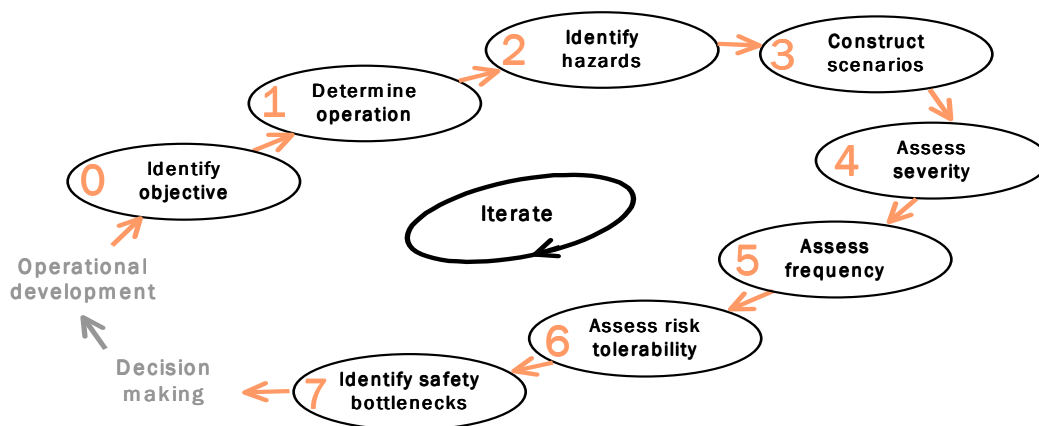 0
Identify
objective
1
Determine
operation
2
Identify
hazards
3
Construct
scenarios
4
Assess
severity
5
Assess
frequency
6
Assess risk
tolerability
7
Identify safety
bottlenecks
Decision
making
Operational
development
Iterate